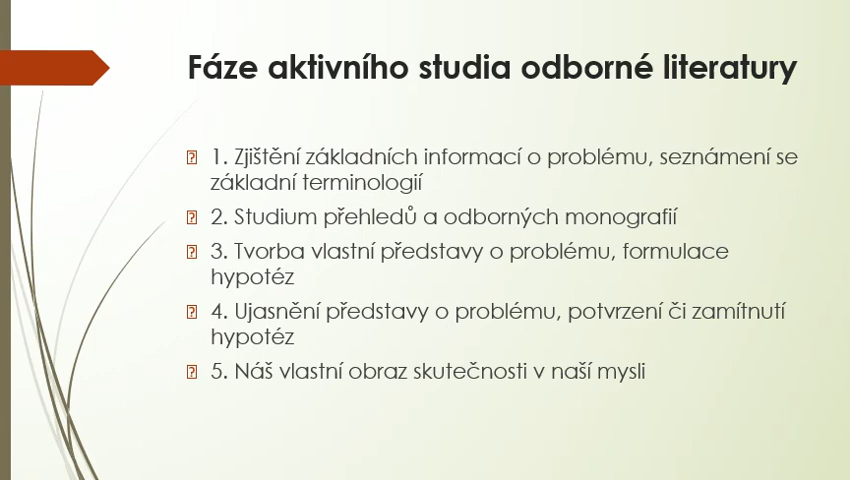 Fáze aktivního studia odborné literatury
1. Zjištění základních informací o problému, seznámení se
základní terminologií
2. Studium přehledů a odborných monografií
3. Tvorba vlastní představy o problému, formulace
hypotéz
4. Ujasnění představy o problému, potvrzení či zamítnutí
hypotéz
5. Náš vlastní obraz skutečnosti v naší mysli